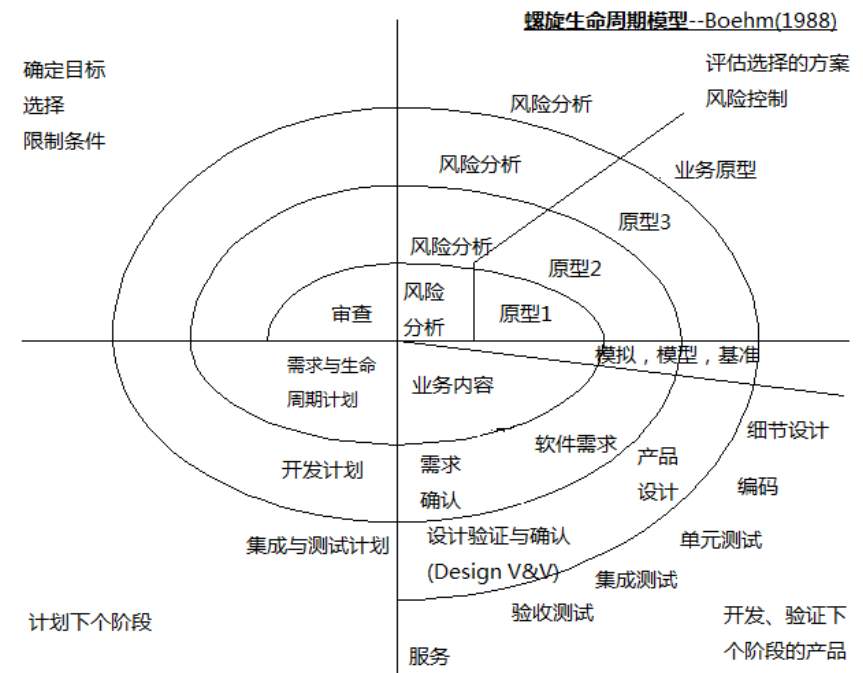 螺旋生命周期模型--Boehm(1988)
确定目标
选择
限制条件
评估选择的方案
风险控制
风险分析
风险分析
业务原型
原型3
风险分析
原型2
风险
分析
审查
原型1
模拟，模型，基准
需求与生命
周期计划
业务内容
细节设计
软件需求
产品
设计
开发计划
需求
确认
编码
集成与测试计划
设计验证与确认
(Design V&V)
单元测试
集成测试
验收测试
计划下个阶段
开发、验证下
个阶段的产品
服务